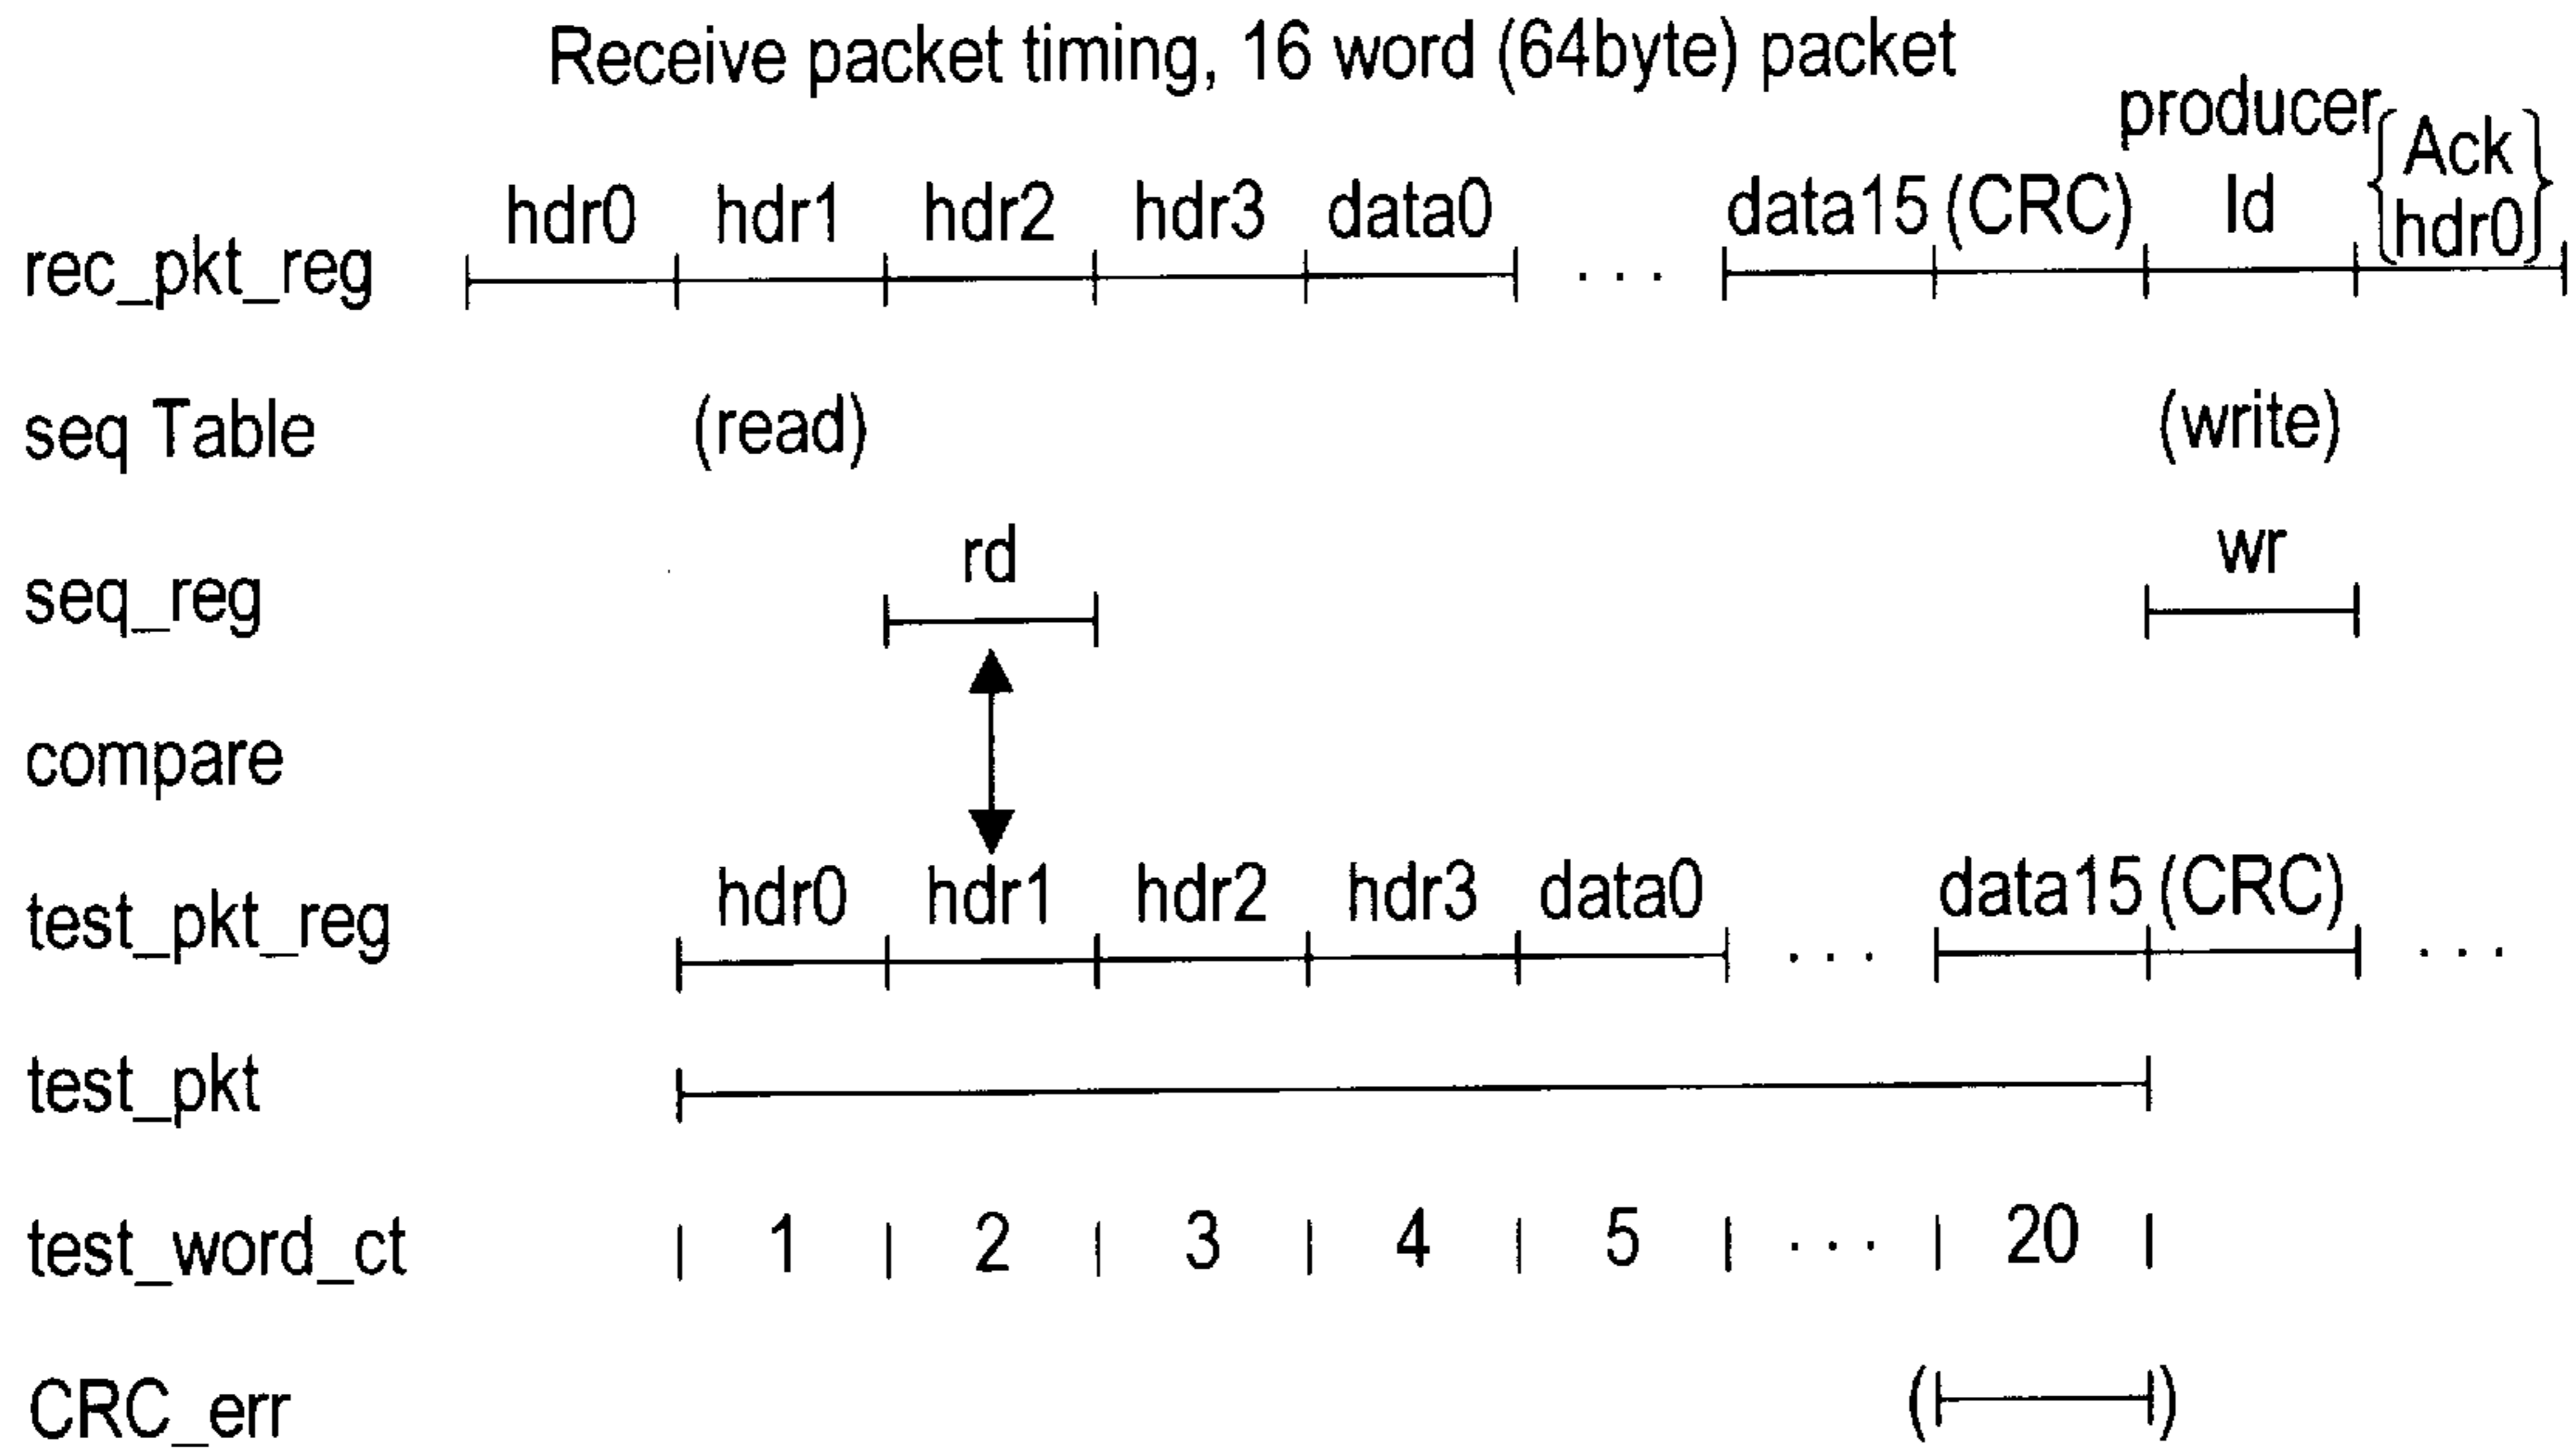 Receive packet timing, 16 word (64byte) packet
producer
rec_pkt_reg hdr0 hdr1 hdr2 hdr3 data0 ... data15 (CRC) Id {Ack hdr0}
seq Table (read) (write)
seq_reg rd wr
compare
test_pkt_reg hdr0 hdr1 hdr2 hdr3 data0 ... data15 (CRC) ...
test_pkt
test_word_ct | 1 | 2 | 3 | 4 | 5 | ... | 20 |
CRC_err ( )